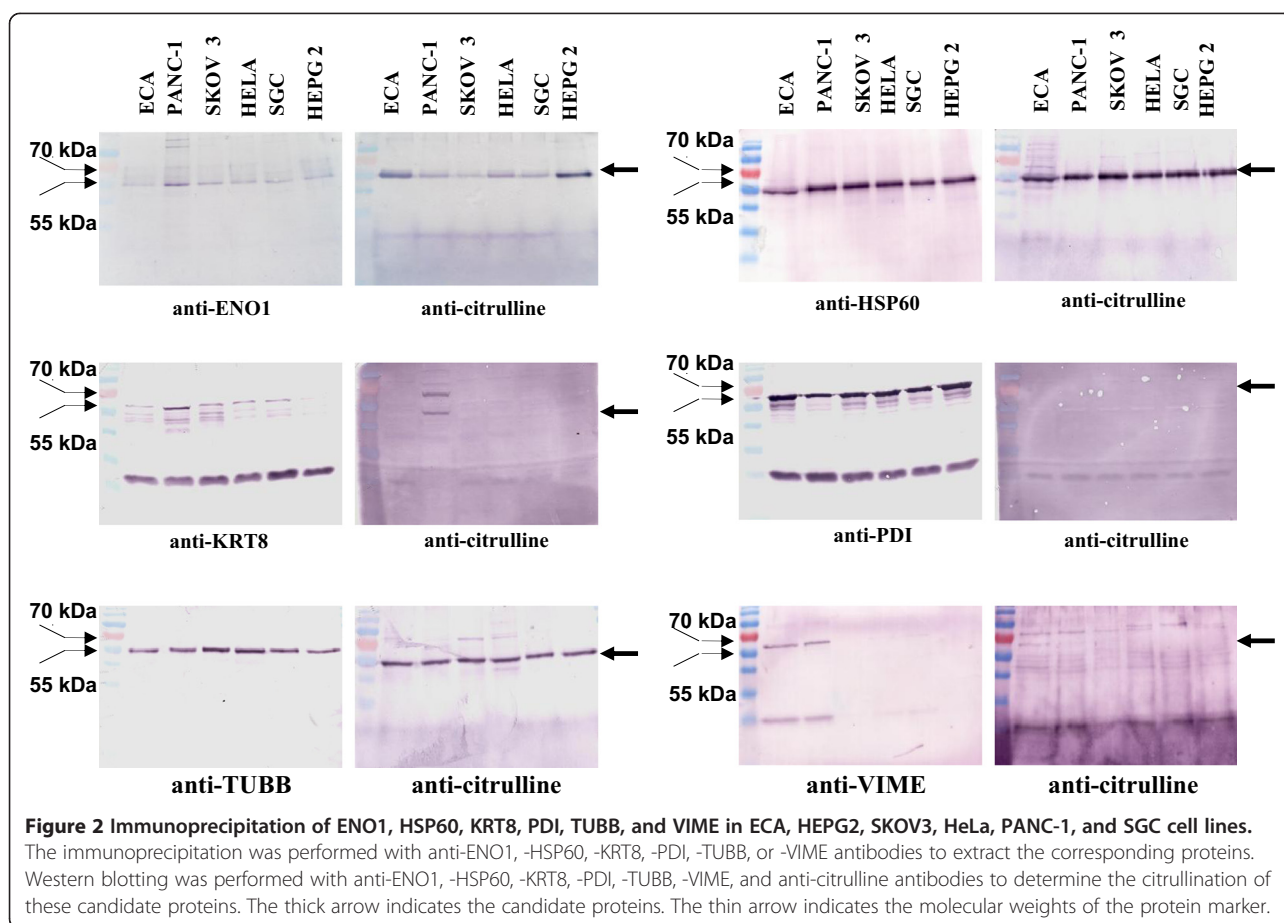 ECA PANC-1 SKOV 3 HELA SGC HEPG 2
ECA PANC-1 SKOV 3 HELA SGC HEPG 2
ECA PANC-1 SKOV 3 HELA SGC HEPG 2
ECA PANC-1 SKOV 3 HELA SGC HEPG 2
70 kDa
55 kDa
70 kDa
55 kDa
anti-ENO1
anti-citrulline
anti-HSP60
anti-citrulline
70 kDa
55 kDa
70 kDa
55 kDa
anti-KRT8
anti-citrulline
anti-PDI
anti-citrulline
70 kDa
55 kDa
70 kDa
55 kDa
anti-TUBB
anti-citrulline
anti-VIME
anti-citrulline
Figure 2 Immunoprecipitation of ENO1, HSP60, KRT8, PDI, TUBB, and VIME in ECA, HEPG2, SKOV3, HeLa, PANC-1, and SGC cell lines.
The immunoprecipitation was performed with anti-ENO1, -HSP60, -KRT8, -PDI, -TUBB, or -VIME antibodies to extract the corresponding proteins.
Western blotting was performed with anti-ENO1, -HSP60, -KRT8, -PDI, -TUBB, -VIME, and anti-citrulline antibodies to determine the citrullination of
these candidate proteins. The thick arrow indicates the candidate proteins. The thin arrow indicates the molecular weights of the protein marker.